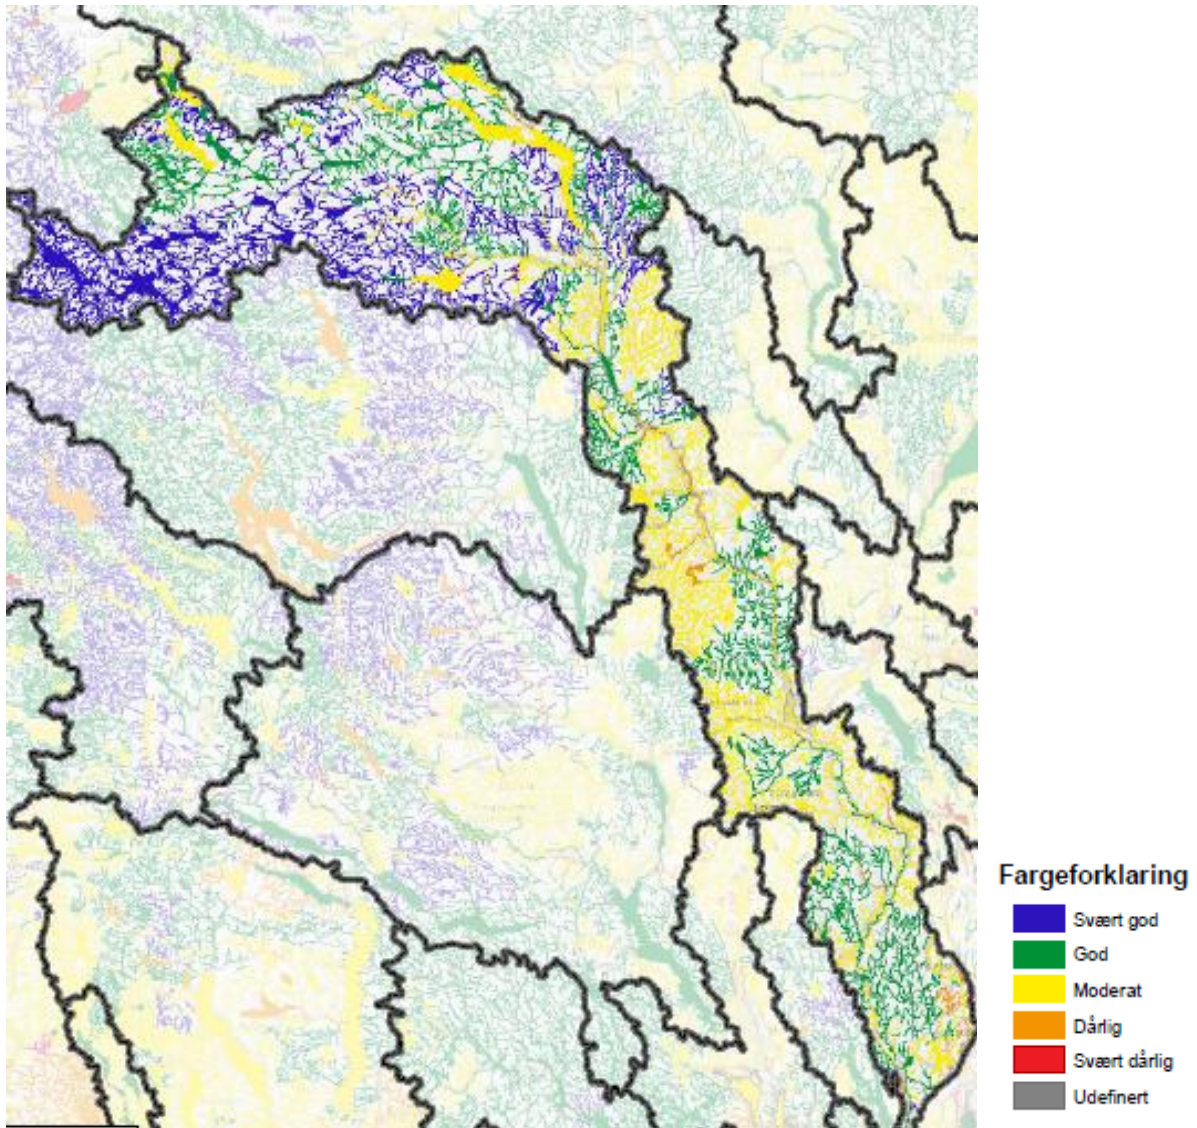 Fargeforklaring
Svært god
God
Moderat
Dårlig
Svært dårlig
Udefinert